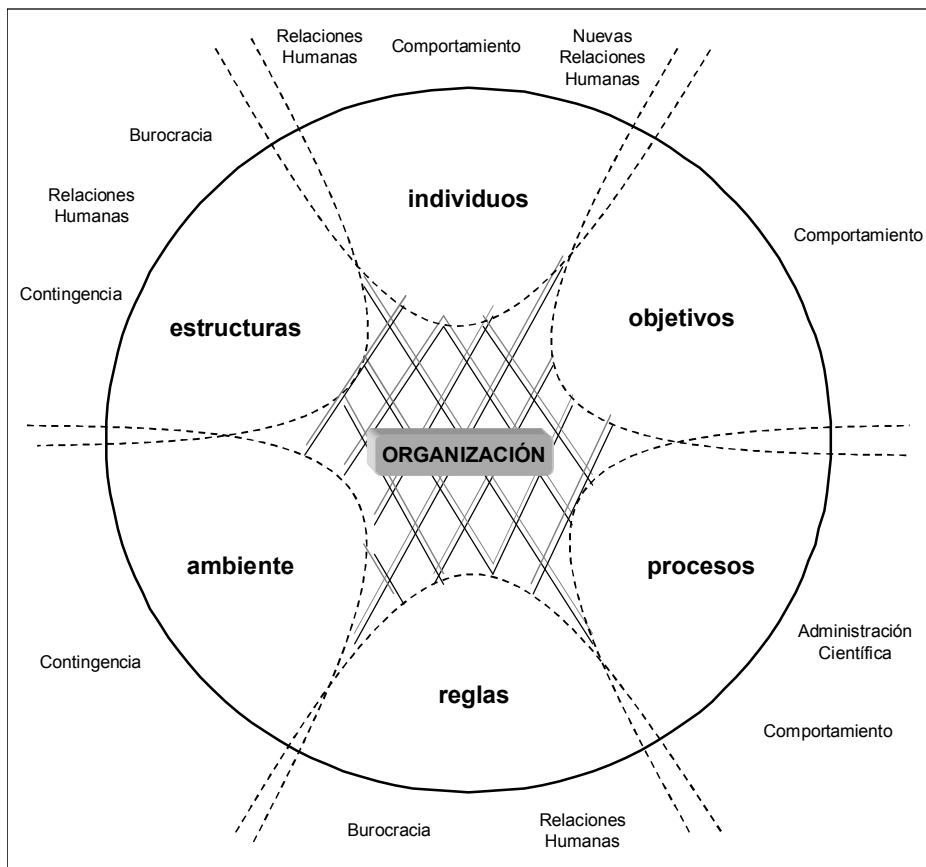 Relaciones
Humanas
Comportamiento
Nuevas
Relaciones
Humanas
Burocracia
Relaciones
Humanas
individuos
Comportamiento
Contingencia
estructuras
objetivos
ORGANIZACIÓN
ambiente
procesos
Administración
Científica
Contingencia
reglas
Comportamiento
Burocracia
Relaciones
Humanas